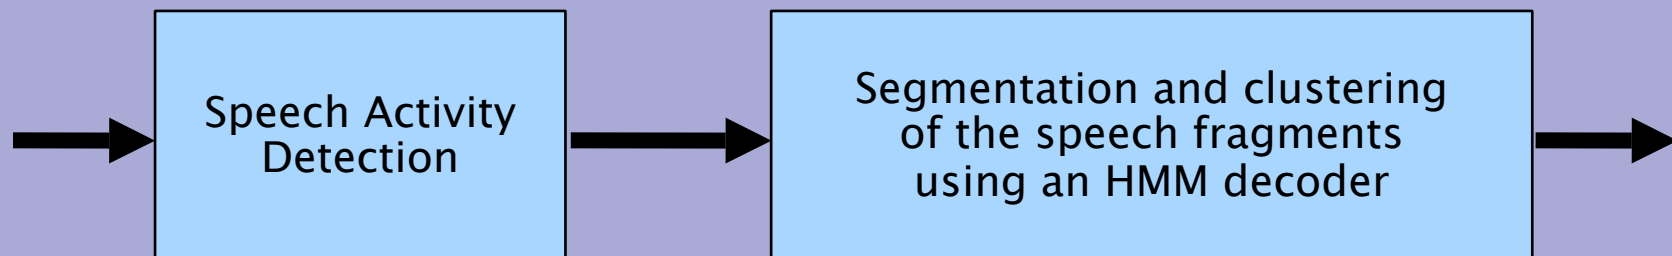 Speech Activity
Detection
Segmentation and clustering
of the speech fragments
using an HMM decoder